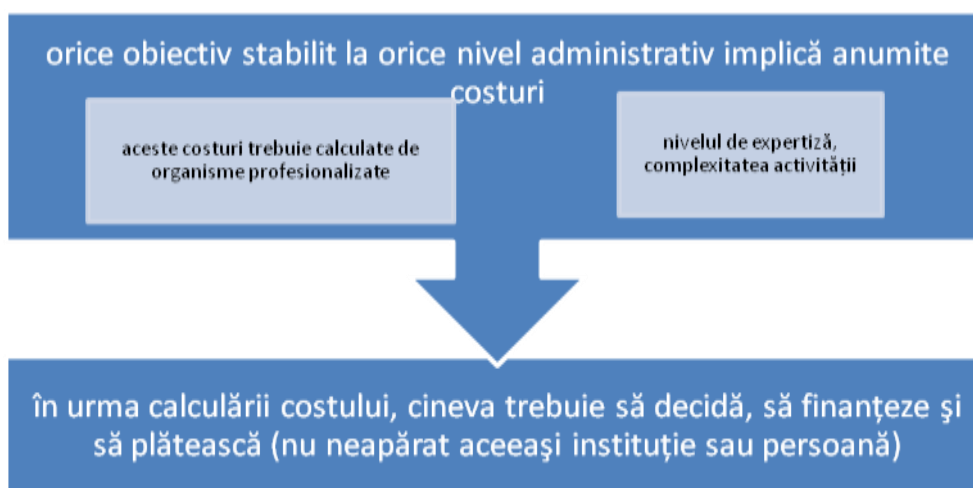 orice obiectiv stabilit la orice nivel administrativ implică anumite
costuri
aceste costuri trebuie calculate de
organisme profesionalizate
nivelul de expertiză,
complexitatea activității
în urma calculării costului, cineva trebuie să decidă, să finanțeze şi
să plătească (nu neapărat aceeaşi instituție sau persoană)